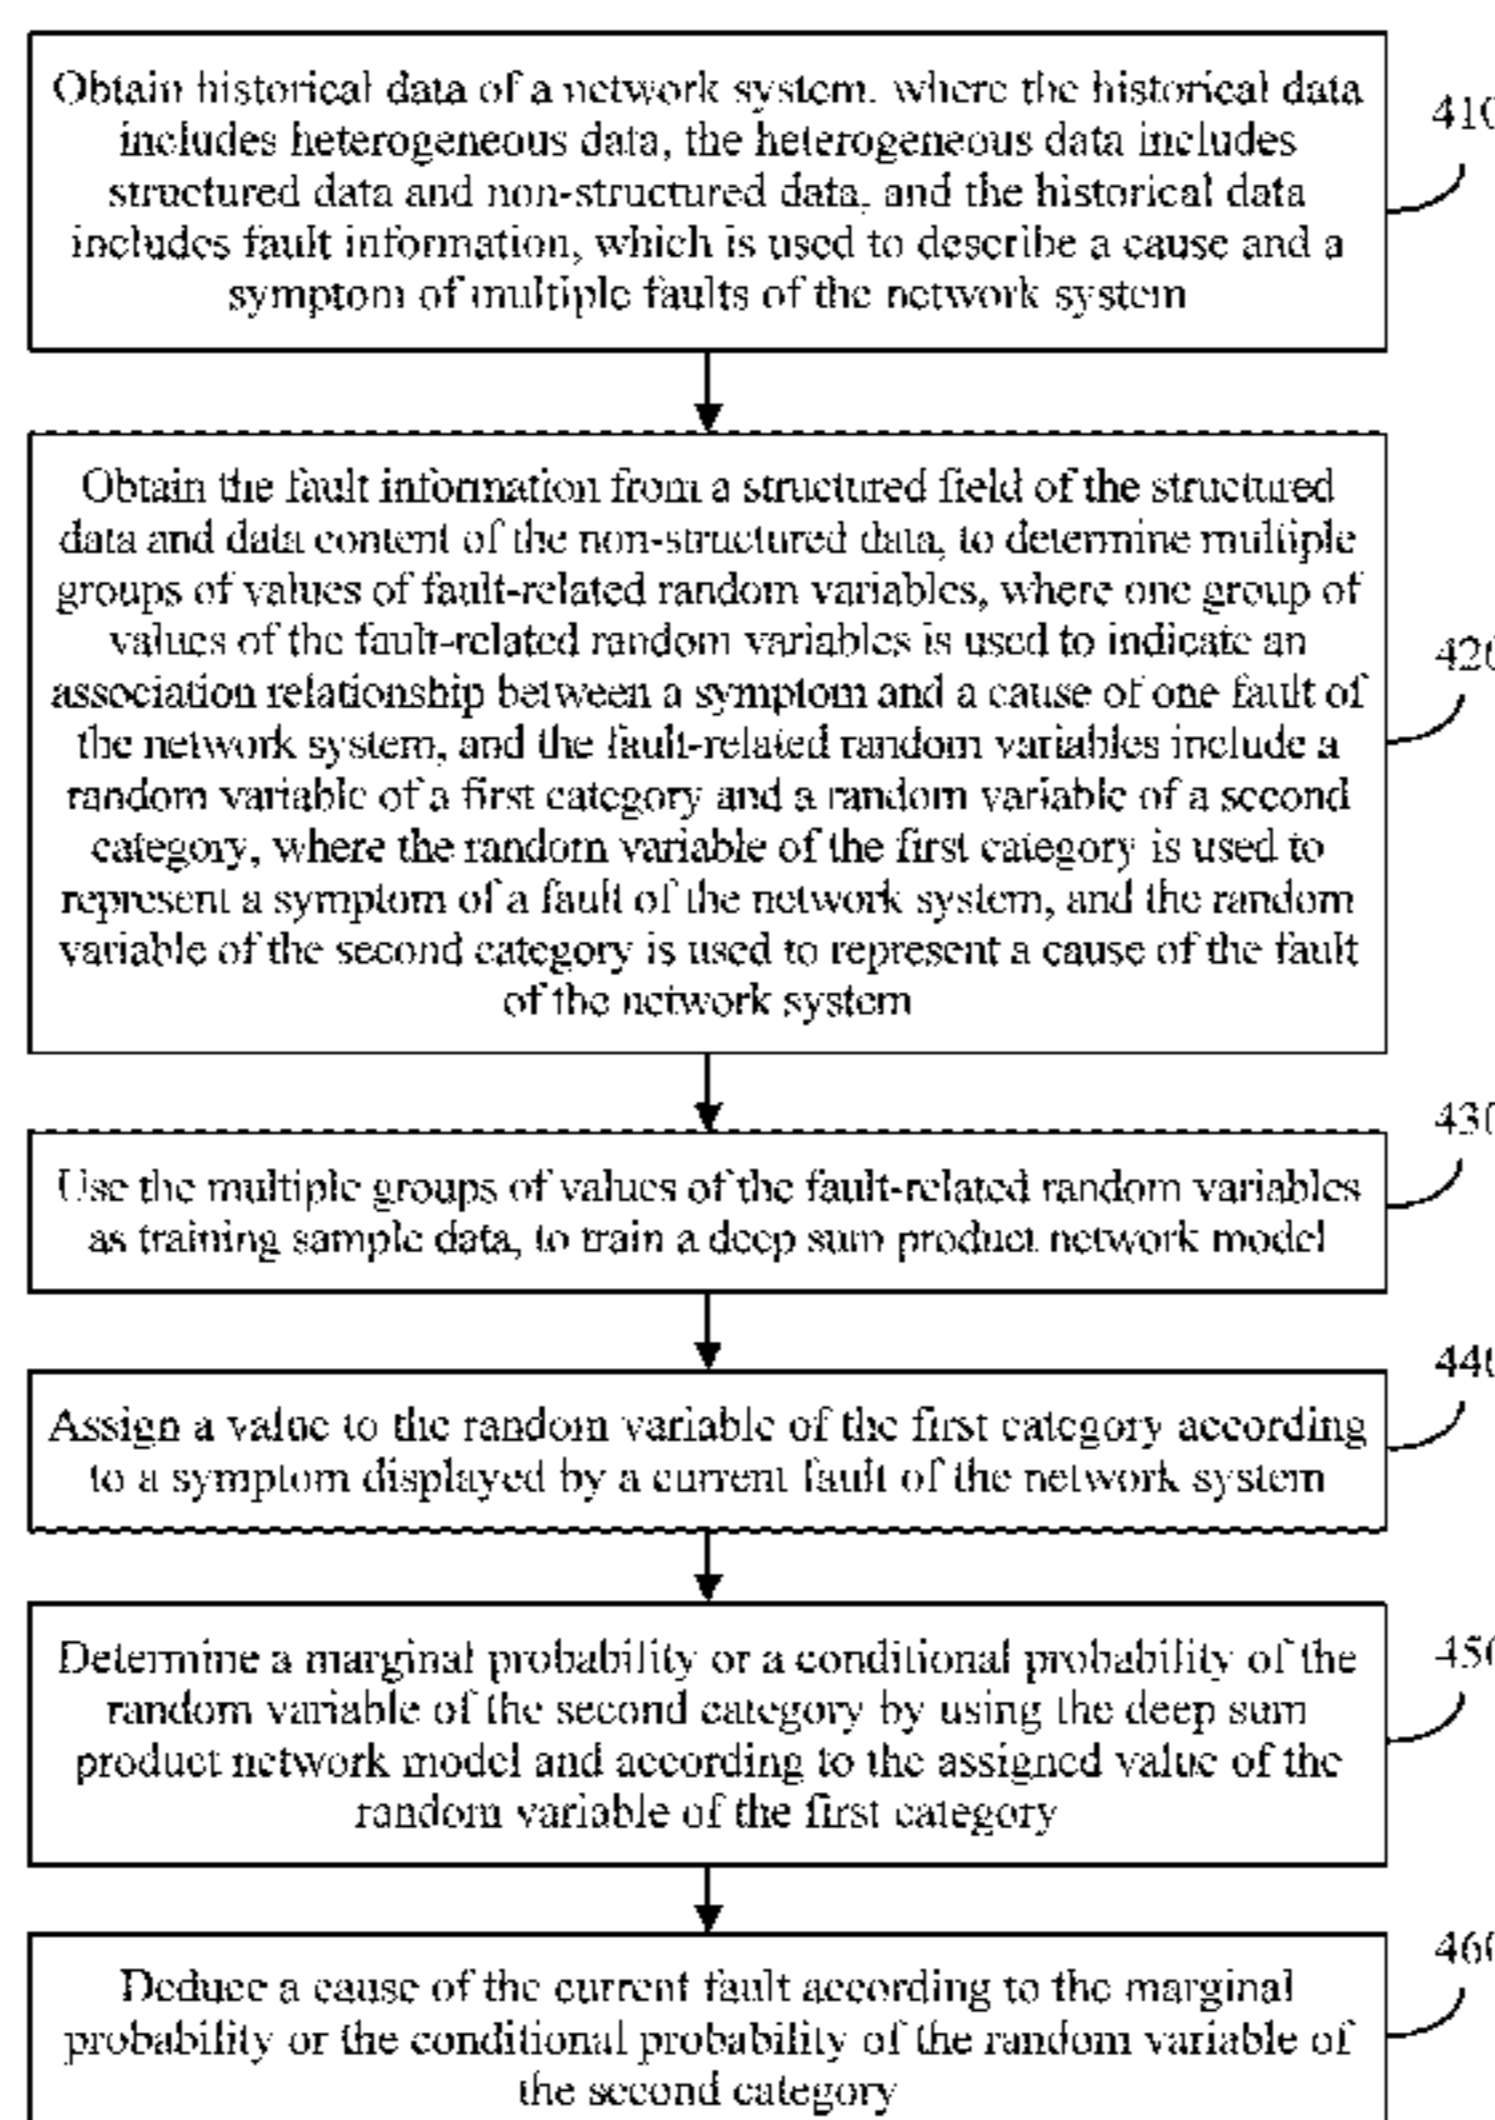 Obtain historical data of a network system, where the historical data
includes heterogeneous data, the heterogeneous data includes
structured data and non-structured data, and the historical data
includes fault information, which is used to describe a cause and a
symptom of multiple faults of the network system
410
Obtain the fault information from a structured field of the structured
data and data content of the non-structured data, to determine multiple
groups of values of fault-related random variables, where one group of
values of the fault-related random variables is used to indicate an
association relationship between a symptom and a cause of one fault of
the network system, and the fault-related random variables include a
random variable of a first category and a random variable of a second
category, where the random variable of the first category is used to
represent a symptom of a fault of the network system, and the random
variable of the second category is used to represent a cause of the fault
of the network system
420
Use the multiple groups of values of the fault-related random variables
as training sample data, to train a deep sum product network model
430
Assign a value to the random variable of the first category according
to a symptom displayed by a current fault of the network system
440
Determine a marginal probability or a conditional probability of the
random variable of the second category by using the deep sum
product network model and according to the assigned value of the
random variable of the first category
450
Deduce a cause of the current fault according to the marginal
probability or the conditional probability of the random variable of
the second category
460